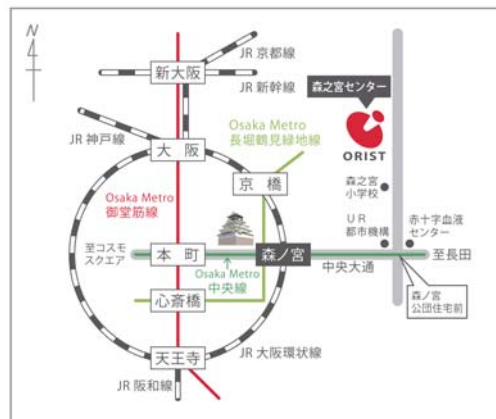 N
JR 京都線
新大阪
JR 新幹線
森之宮センター
JR 神戸線
大 阪
Osaka Metro
長堀鶴見緑地線
ORIST
京 橋
森之宮
小学校
Osaka Metro
御堂筋線
UR
都市機構
赤十字血液
センター
至コスモ
スクエア
本 町
森ノ宮
至長田
Osaka Metro
中央線
中央大通
心斎橋
森ノ宮
公団住宅前
天王寺
JR 大阪環状線
JR 阪和線